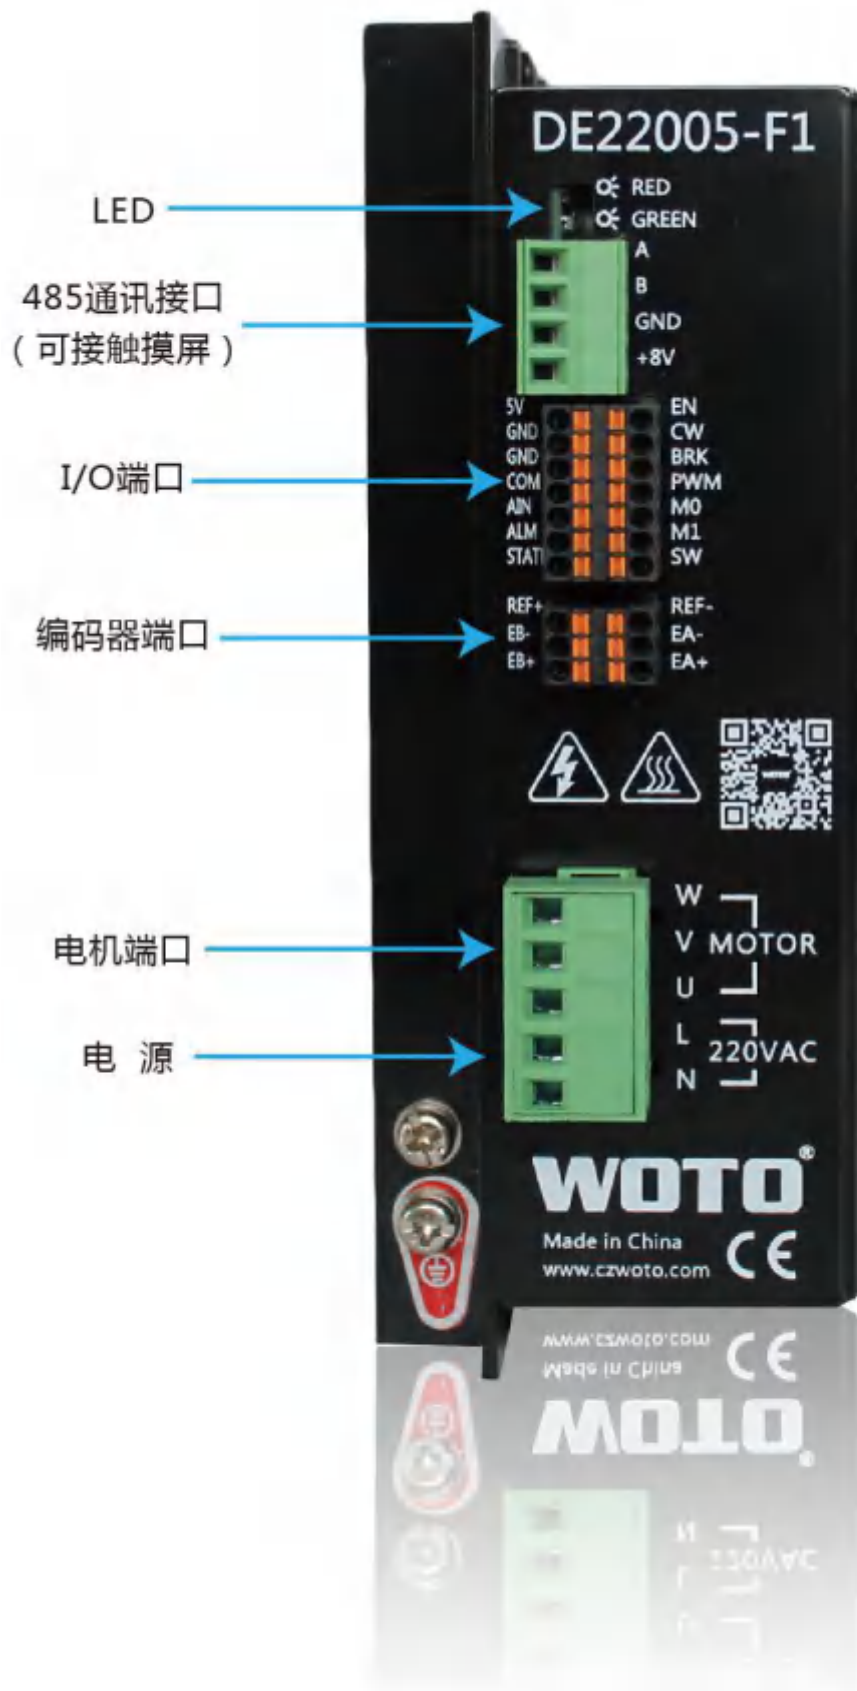 DE22005-F1
RED
LED
GREEN
A
485通讯接口
B
（可接触摸屏）
GND
+8V
5V EN
GND CW
GND BRK
I/O端口
COM PWM
AIN M0
ALM M1
STAT SW
REF+ REF-
编码器端口
EB- EA-
EB+ EA+
W
电机端口
V MOTOR
U
L
电 源
220VAC
N
WOTO®
Made in China
www.czwoto.com
CE